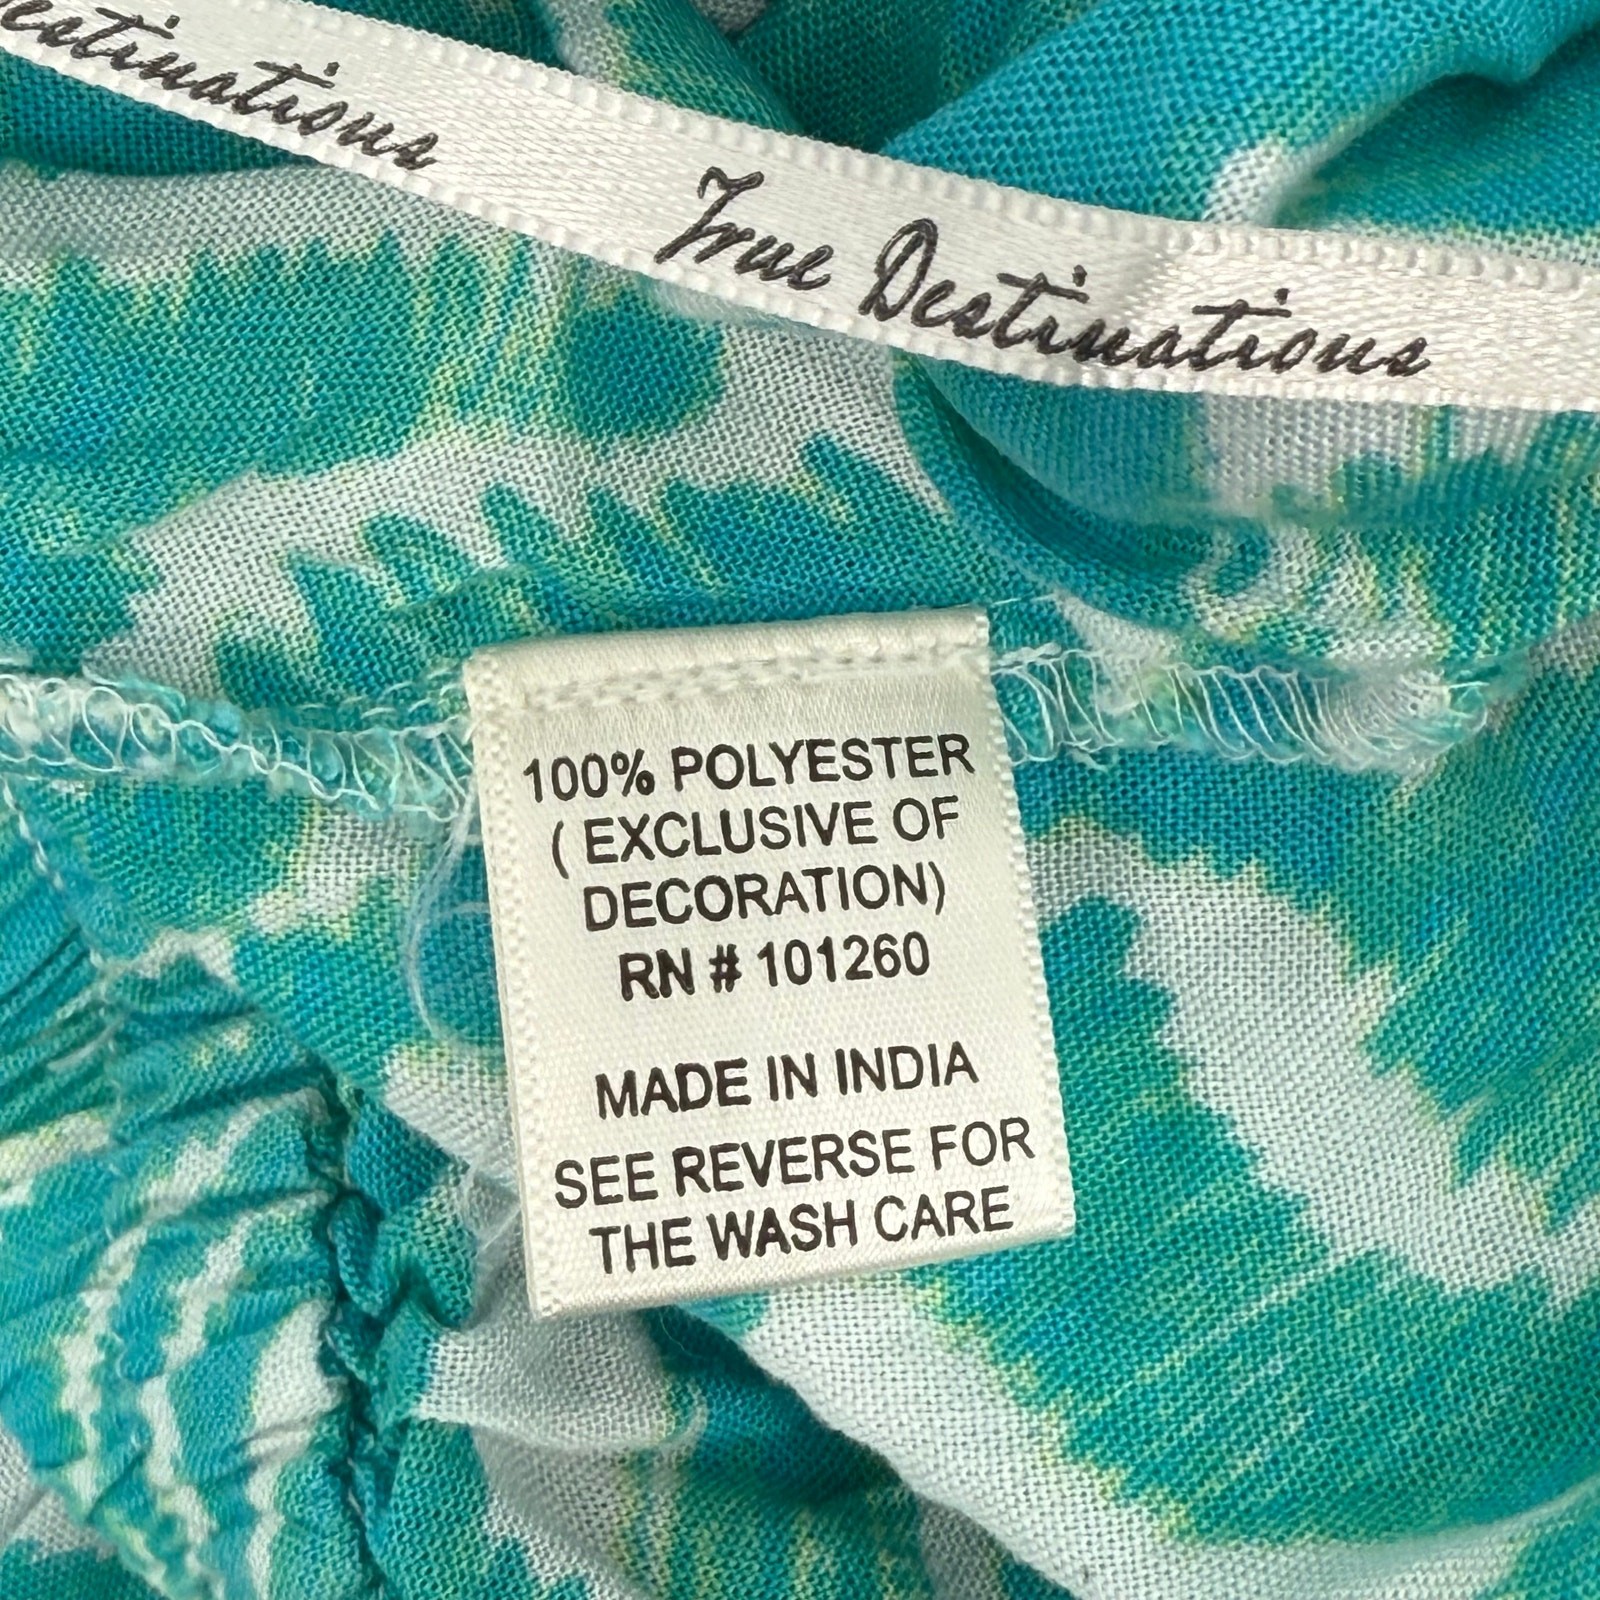 estinations
True Destinations
100% POLYESTER
( EXCLUSIVE OF
DECORATION)
RN # 101260
MADE IN INDIA
SEE REVERSE FOR
THE WASH CARE